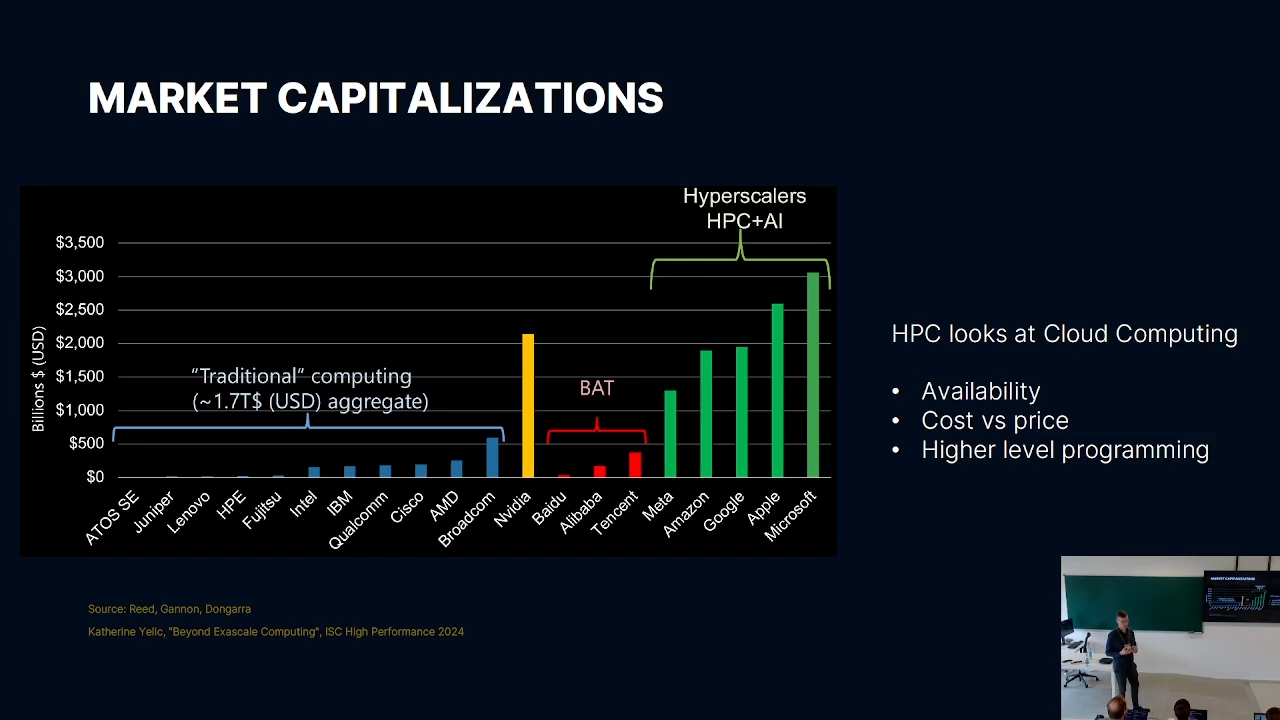 MARKET CAPITALIZATIONS
Hyperscalers
HPC+AI
$3,500
$3,000
$2,500
$2,000
$1,500
$1,000
$500
$0
Billions $ (USD)
"Traditional" computing
(~1.7T$ (USD) aggregate)
BAT
ATOS SE
Juniper
Lenovo
HPE
Fujitsu
Intel
IBM
Qualcomm
Cisco
AMD
Broadcom
Nvidia
Baidu
Alibaba
Tencent
Meta
Amazon
Google
Apple
Microsoft
HPC looks at Cloud Computing
• Availability
• Cost vs price
• Higher level programming
Source: Reed, Gannon, Dongarra
Katherine Yelic, "Beyond Exascale Computing", ISC High Performance 2024
MARKET CAPITALIZATIONS